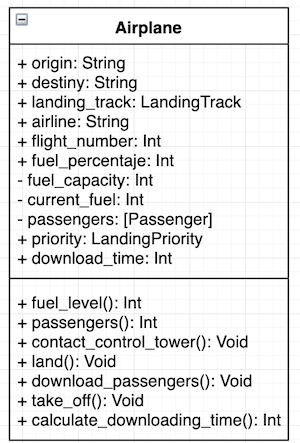 Airplane
+ origin: String
+ destiny: String
+ landing_track: LandingTrack
+ airline: String
+ flight_number: Int
+ fuel_percentaje: Int
- fuel_capacity: Int
- current_fuel: Int
- passengers: [Passenger]
+ priority: LandingPriority
+ download_time: Int
+ fuel_level(): Int
+ passengers(): Int
+ contact_control_tower(): Void
+ land(): Void
+ download_passengers(): Void
+ take_off(): Void
+ calculate_downloading_time(): Int